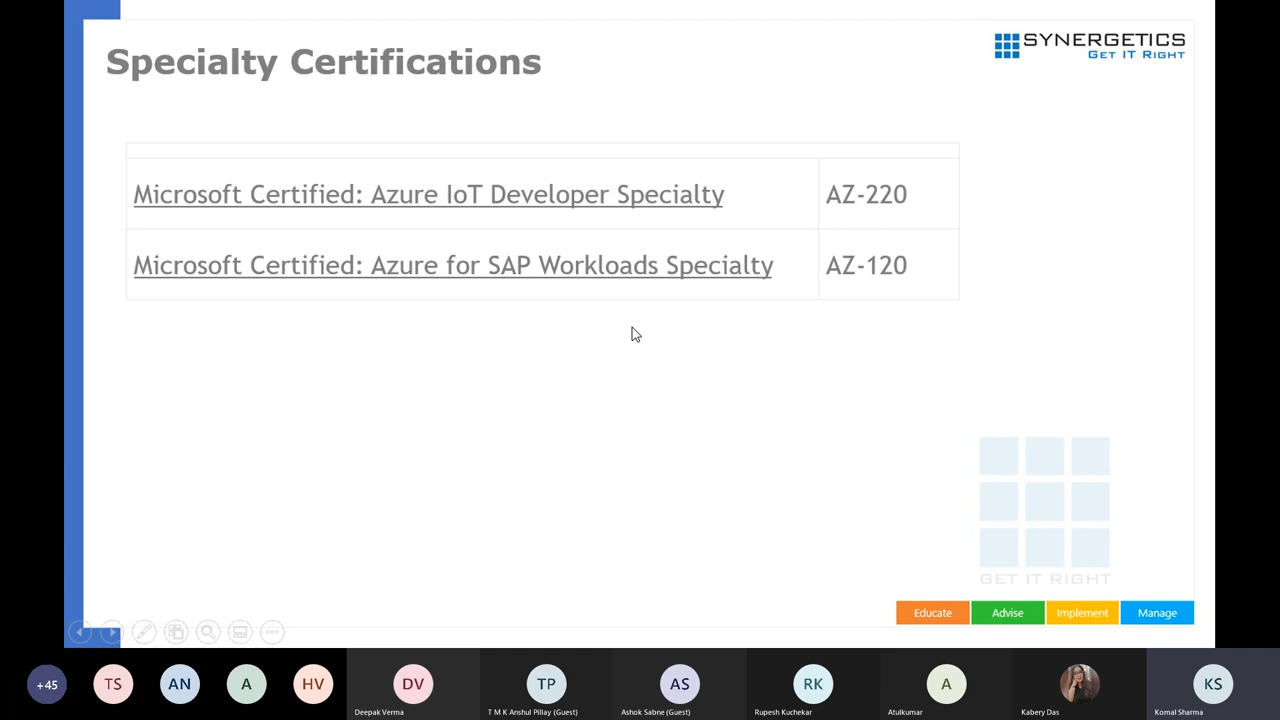 Specialty Certifications
SYNERGETICS
GET IT RIGHT
Microsoft Certified: Azure IoT Developer Specialty AZ-220
Microsoft Certified: Azure for SAP Workloads Specialty AZ-120
GET IT RIGHT
Educate Advise Implement Manage
+45 TS AN A HV DV TP AS RK A KS
Deepak Verma T M K Anshul Pillay (Guest) Ashok Sabne (Guest) Rupesh Kuchekar Atulkumar Kabery Das Komal Sharma